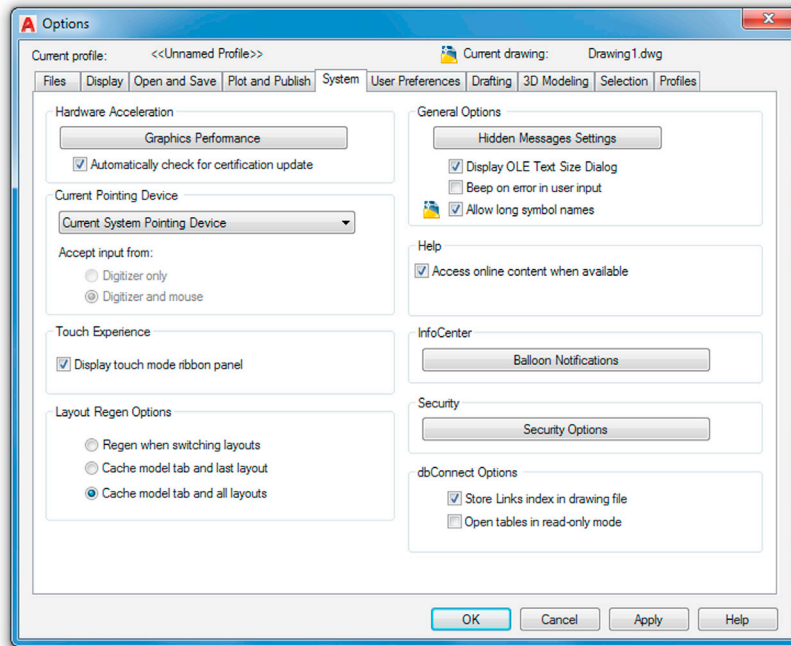 A Options
Current profile: <<Unnamed Profile>> Current drawing: Drawing1.dwg
Files Display Open and Save Plot and Publish System User Preferences Drafting 3D Modeling Selection Profiles
Hardware Acceleration
Graphics Performance
Automatically check for certification update
Current Pointing Device
Current System Pointing Device
Accept input from:
Digitizer only
Digitizer and mouse
Touch Experience
Display touch mode ribbon panel
Layout Regen Options
Regen when switching layouts
Cache model tab and last layout
Cache model tab and all layouts
General Options
Hidden Messages Settings
Display OLE Text Size Dialog
Beep on error in user input
Allow long symbol names
Help
Access online content when available
InfoCenter
Balloon Notifications
Security
Security Options
dbConnect Options
Store Links index in drawing file
Open tables in read-only mode
OK Cancel Apply Help